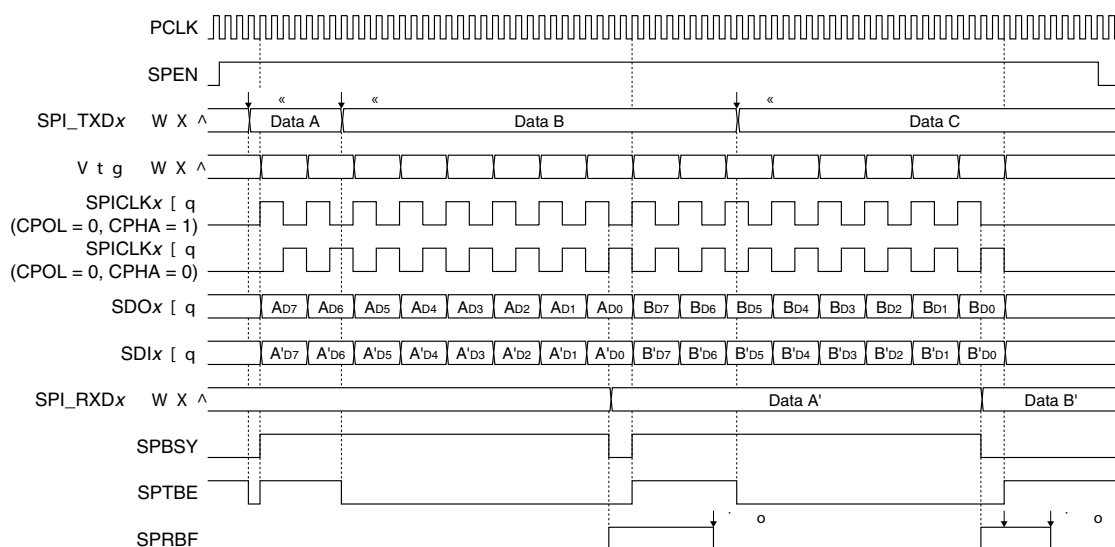 PCLK
SPEN
« « «
SPI_TXDx W X ^ Data A Data B Data C
V t g W X ^
SPICLKx [ q
(CPOL = 0, CPHA = 1)
SPICLKx [ q
(CPOL = 0, CPHA = 0)
SDOx [ q AD7 AD6 AD5 AD4 AD3 AD2 AD1 AD0 BD7 BD6 BD5 BD4 BD3 BD2 BD1 BD0
SDIx [ q A'D7 A'D6 A'D5 A'D4 A'D3 A'D2 A'D1 A'D0 B'D7 B'D6 B'D5 B'D4 B'D3 B'D2 B'D1 B'D0
SPI_RXDx W X ^ Data A' Data B'
SPBSY
SPTBE
o o
SPRBF